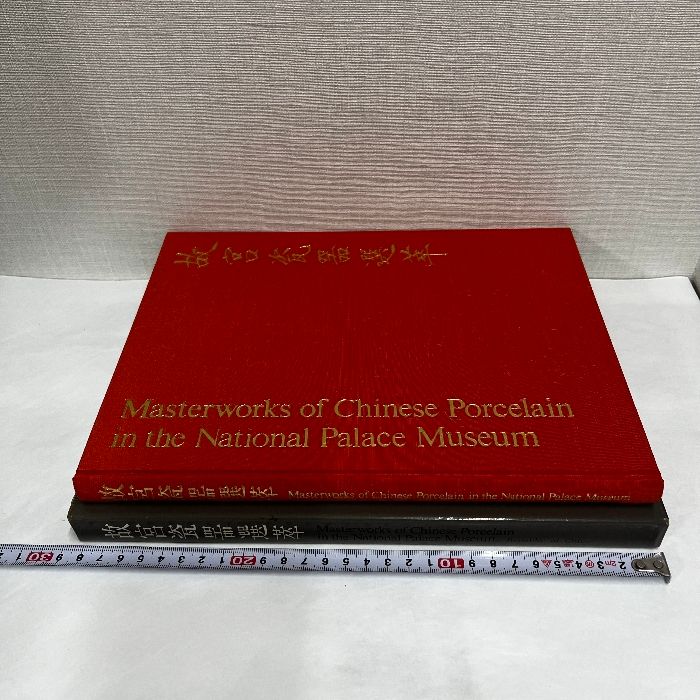 故宮瓷器選萃
Masterworks of Chinese Porcelain
in the National Palace Museum
故宮瓷器選萃 Masterworks of Chinese Porcelain in the National Palace Museum
故宮瓷器選萃 Masterworks of Chinese Porcelain
in the National Palace Museum